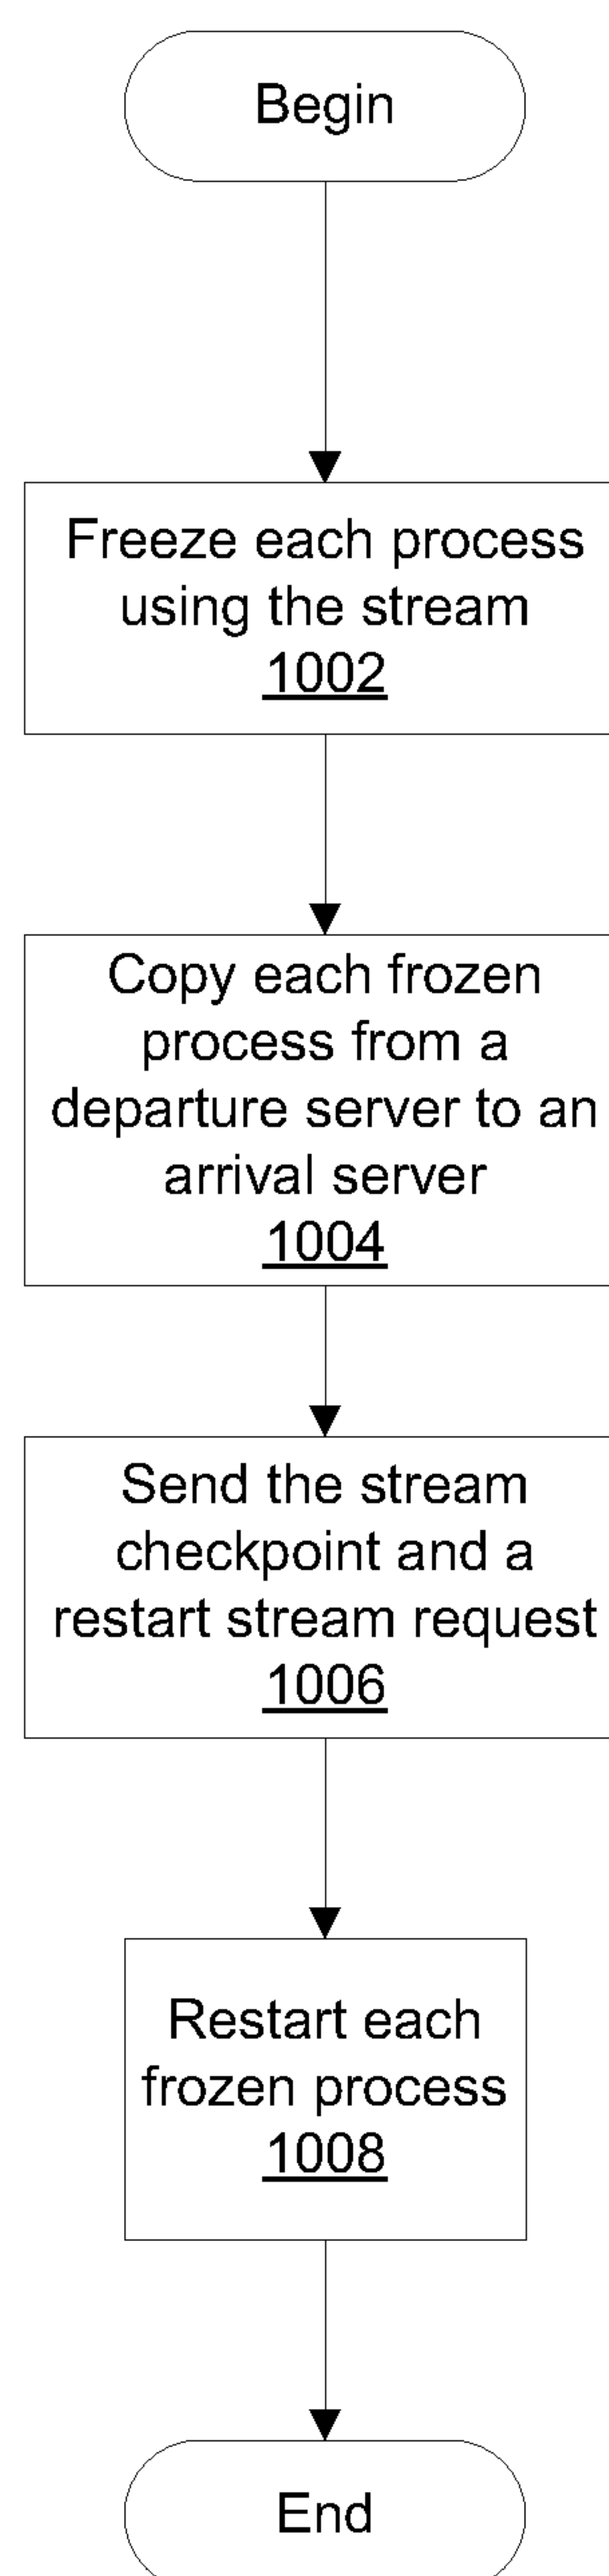 Begin
Freeze each process
using the stream
1002
Copy each frozen
process from a
departure server to an
arrival server
1004
Send the stream
checkpoint and a
restart stream request
1006
Restart each
frozen process
1008
End